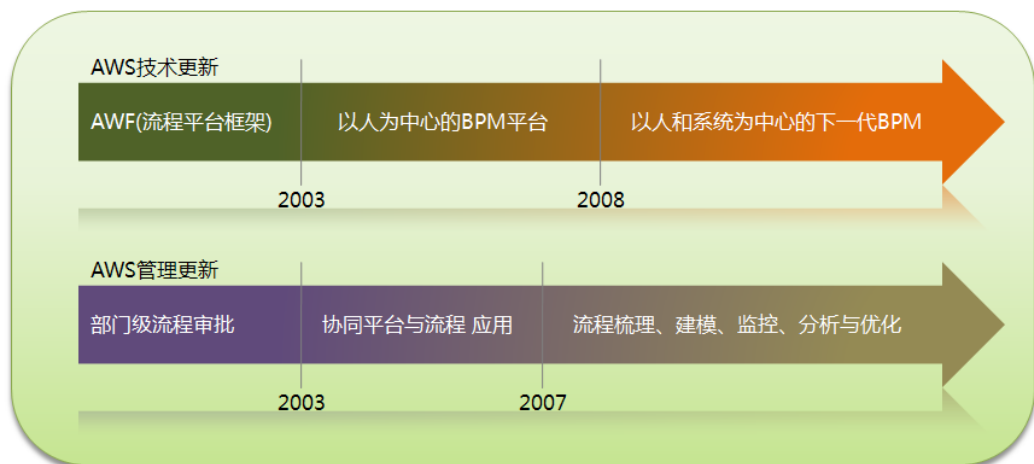 AWS技术更新
AWF(流程平台框架) 以人为中心的BPM平台 以人和系统为中心的下一代BPM
2003 2008
AWS管理更新
部门级流程审批 协同平台与流程 应用 流程梳理、建模、监控、分析与优化
2003 2007